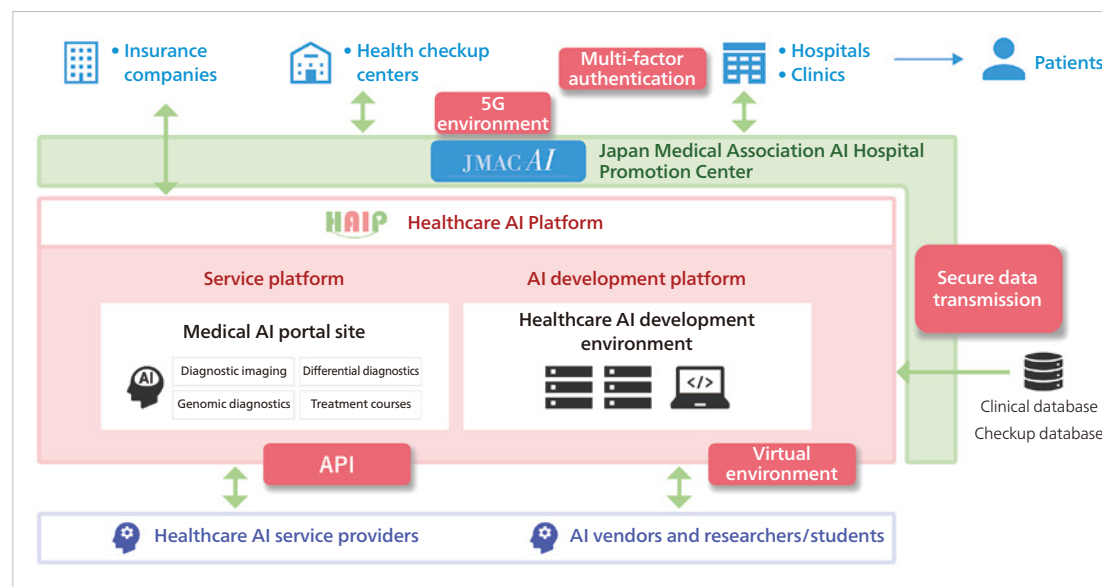 • Insurance
companies
• Health checkup
centers
Multi-factor
authentication
• Hospitals
• Clinics
Patients
5G
environment
JMAC AI
Japan Medical Association AI Hospital
Promotion Center
HAIP Healthcare AI Platform
Service platform
AI development platform
Secure data
transmission
Medical AI portal site
AI
Diagnostic imaging
Differential diagnostics
Genomic diagnostics
Treatment courses
Healthcare AI development
environment
</>
Clinical database
Checkup database
API
Virtual
environment
Healthcare AI service providers
AI vendors and researchers/students